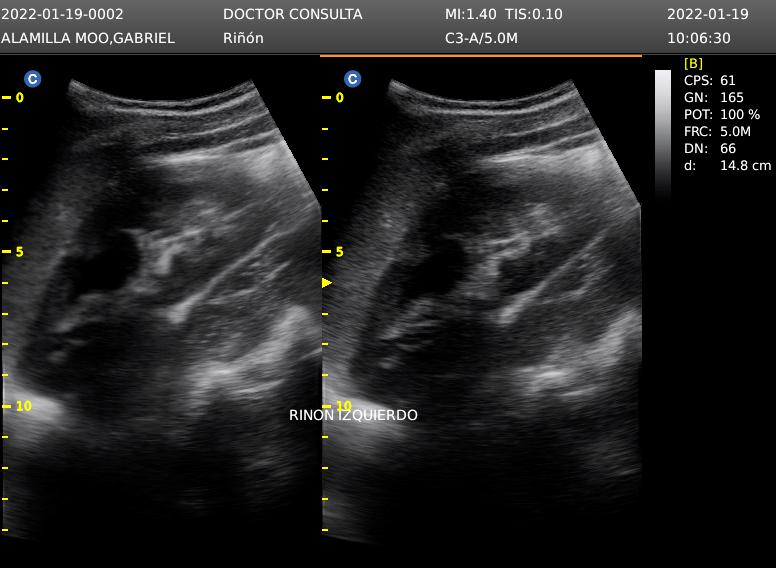 2022-01-19-0002 DOCTOR CONSULTA MI:1.40 TIS:0.10 2022-01-19
ALAMILLA MOO,GABRIEL Riñón C3-A/5.0M 10:06:30
[B]
CPS: 61
GN: 165
POT: 100 %
FRC: 5.0M
DN: 66
d: 14.8 cm
C C
0 0
5 5
10 10
RINON IZQUIERDO